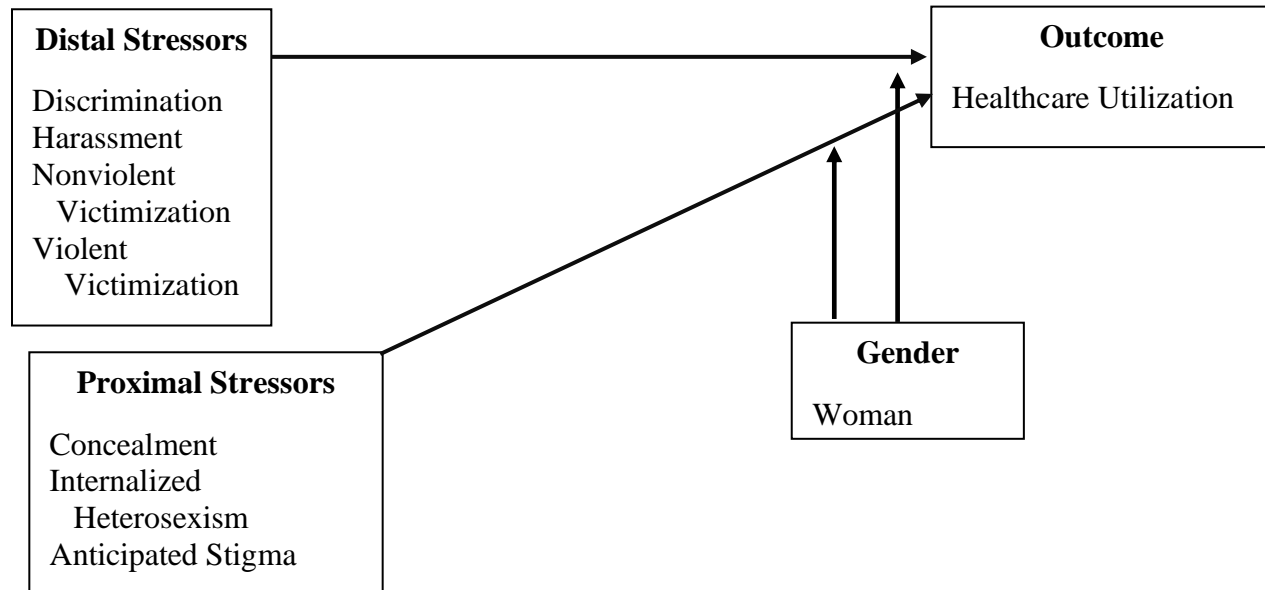 Distal Stressors
Discrimination
Harassment
Nonviolent
Victimization
Violent
Victimization
Outcome
Healthcare Utilization
Gender
Woman
Proximal Stressors
Concealment
Internalized
Heterosexism
Anticipated Stigma